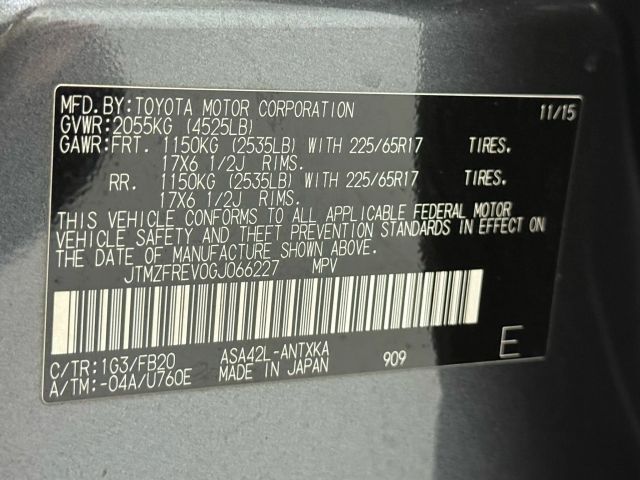 MFD.BY:TOYOTA MOTOR CORPORATION 11/15
GVWR:2055KG (4525LB)
GAWR:FRT. 1150KG (2535LB) WITH 225/65R17 TIRES.
17X6 1/2J RIMS.
RR. 1150KG (2535LB) WITH 225/65R17 TIRES.
17X6 1/2J RIMS.
THIS VEHICLE CONFORMS TO ALL APPLICABLE FEDERAL MOTOR
VEHICLE SAFETY AND THEFT PREVENTION STANDARDS IN EFFECT ON
THE DATE OF MANUFACTURE SHOWN ABOVE.
JTMZFREV0GJ066227 MPV
C/TR:1G3/FB20 ASA42L-ANTXKA 909 E
A/TM:-04A/U760E MADE IN JAPAN